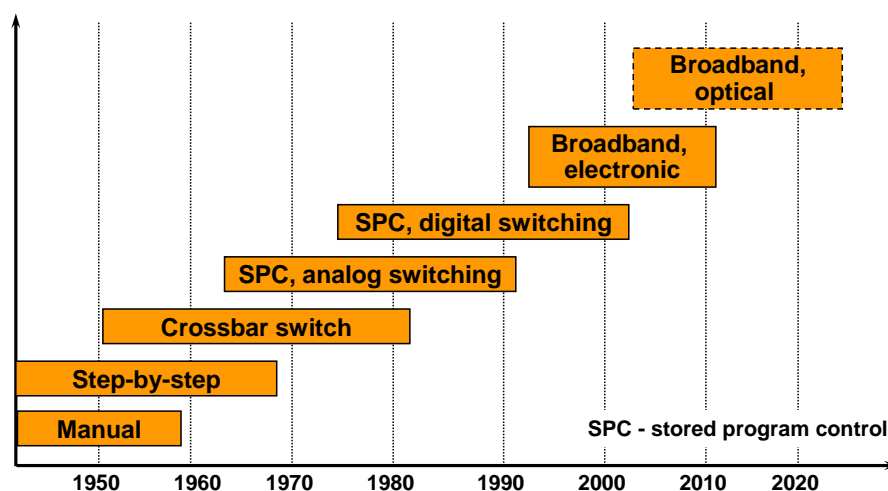 Broadband,
optical
Broadband,
electronic
SPC, digital switching
SPC, analog switching
Crossbar switch
Step-by-step
Manual
SPC - stored program control
1950 1960 1970 1980 1990 2000 2010 2020